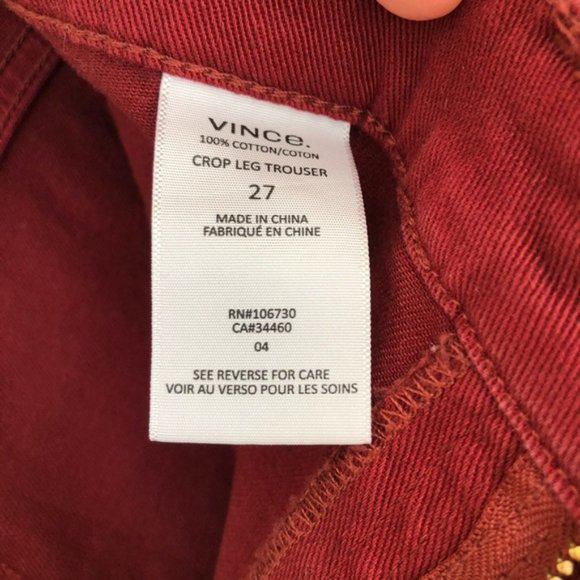 VINCE.
100% COTTON/COTON
CROP LEG TROUSER
27
MADE IN CHINA
FABRIQUÉ EN CHINE
RN#106730
CA#34460
04
SEE REVERSE FOR CARE
VOIR AU VERSO POUR LES SOINS